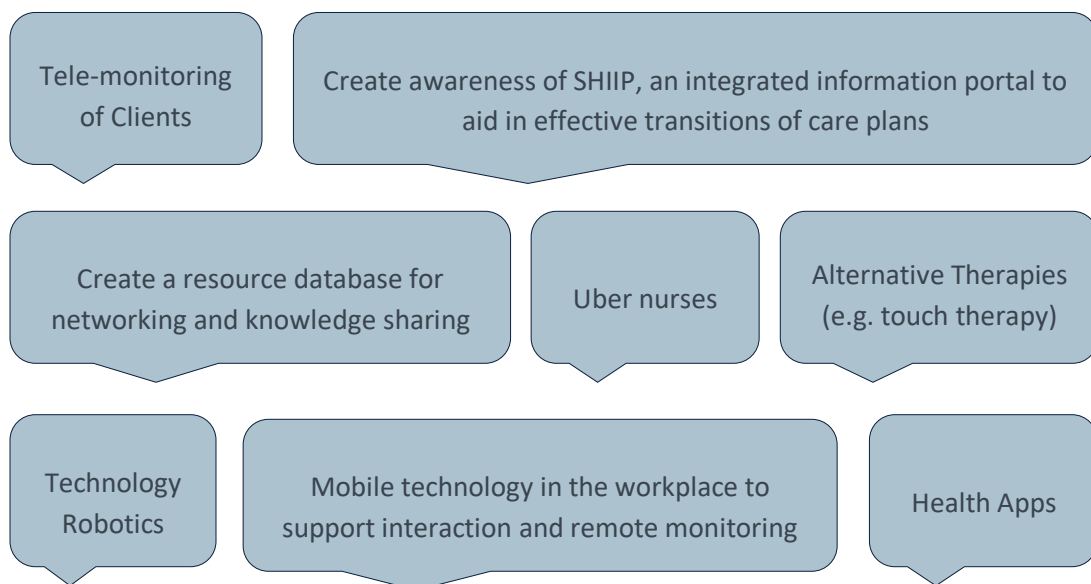 Tele-monitoring
of Clients
Create awareness of SHIIP, an integrated information portal to
aid in effective transitions of care plans
Create a resource database for
networking and knowledge sharing
Uber nurses
Alternative Therapies
(e.g. touch therapy)
Technology
Robotics
Mobile technology in the workplace to
support interaction and remote monitoring
Health Apps